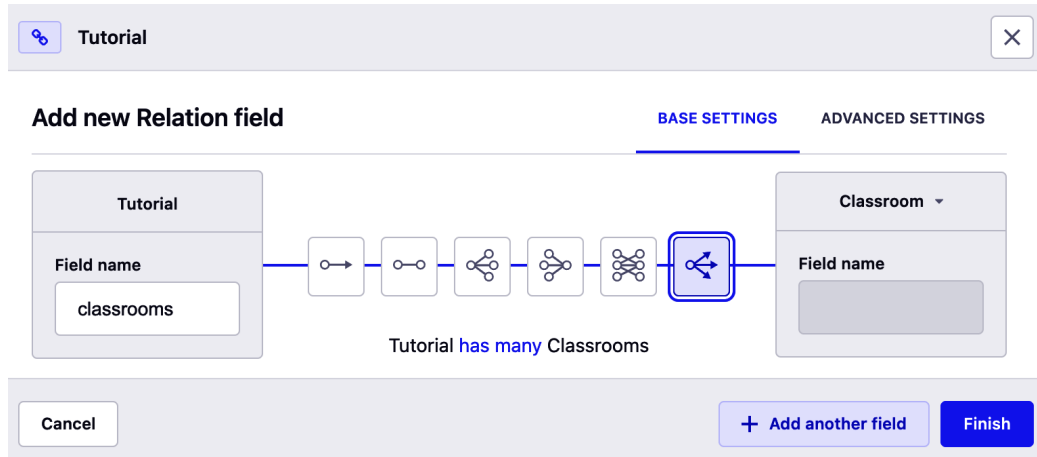 Tutorial
Add new Relation field
BASE SETTINGS
ADVANCED SETTINGS
Tutorial
Field name
classrooms
Classroom
Field name
Tutorial has many Classrooms
Cancel
+ Add another field
Finish